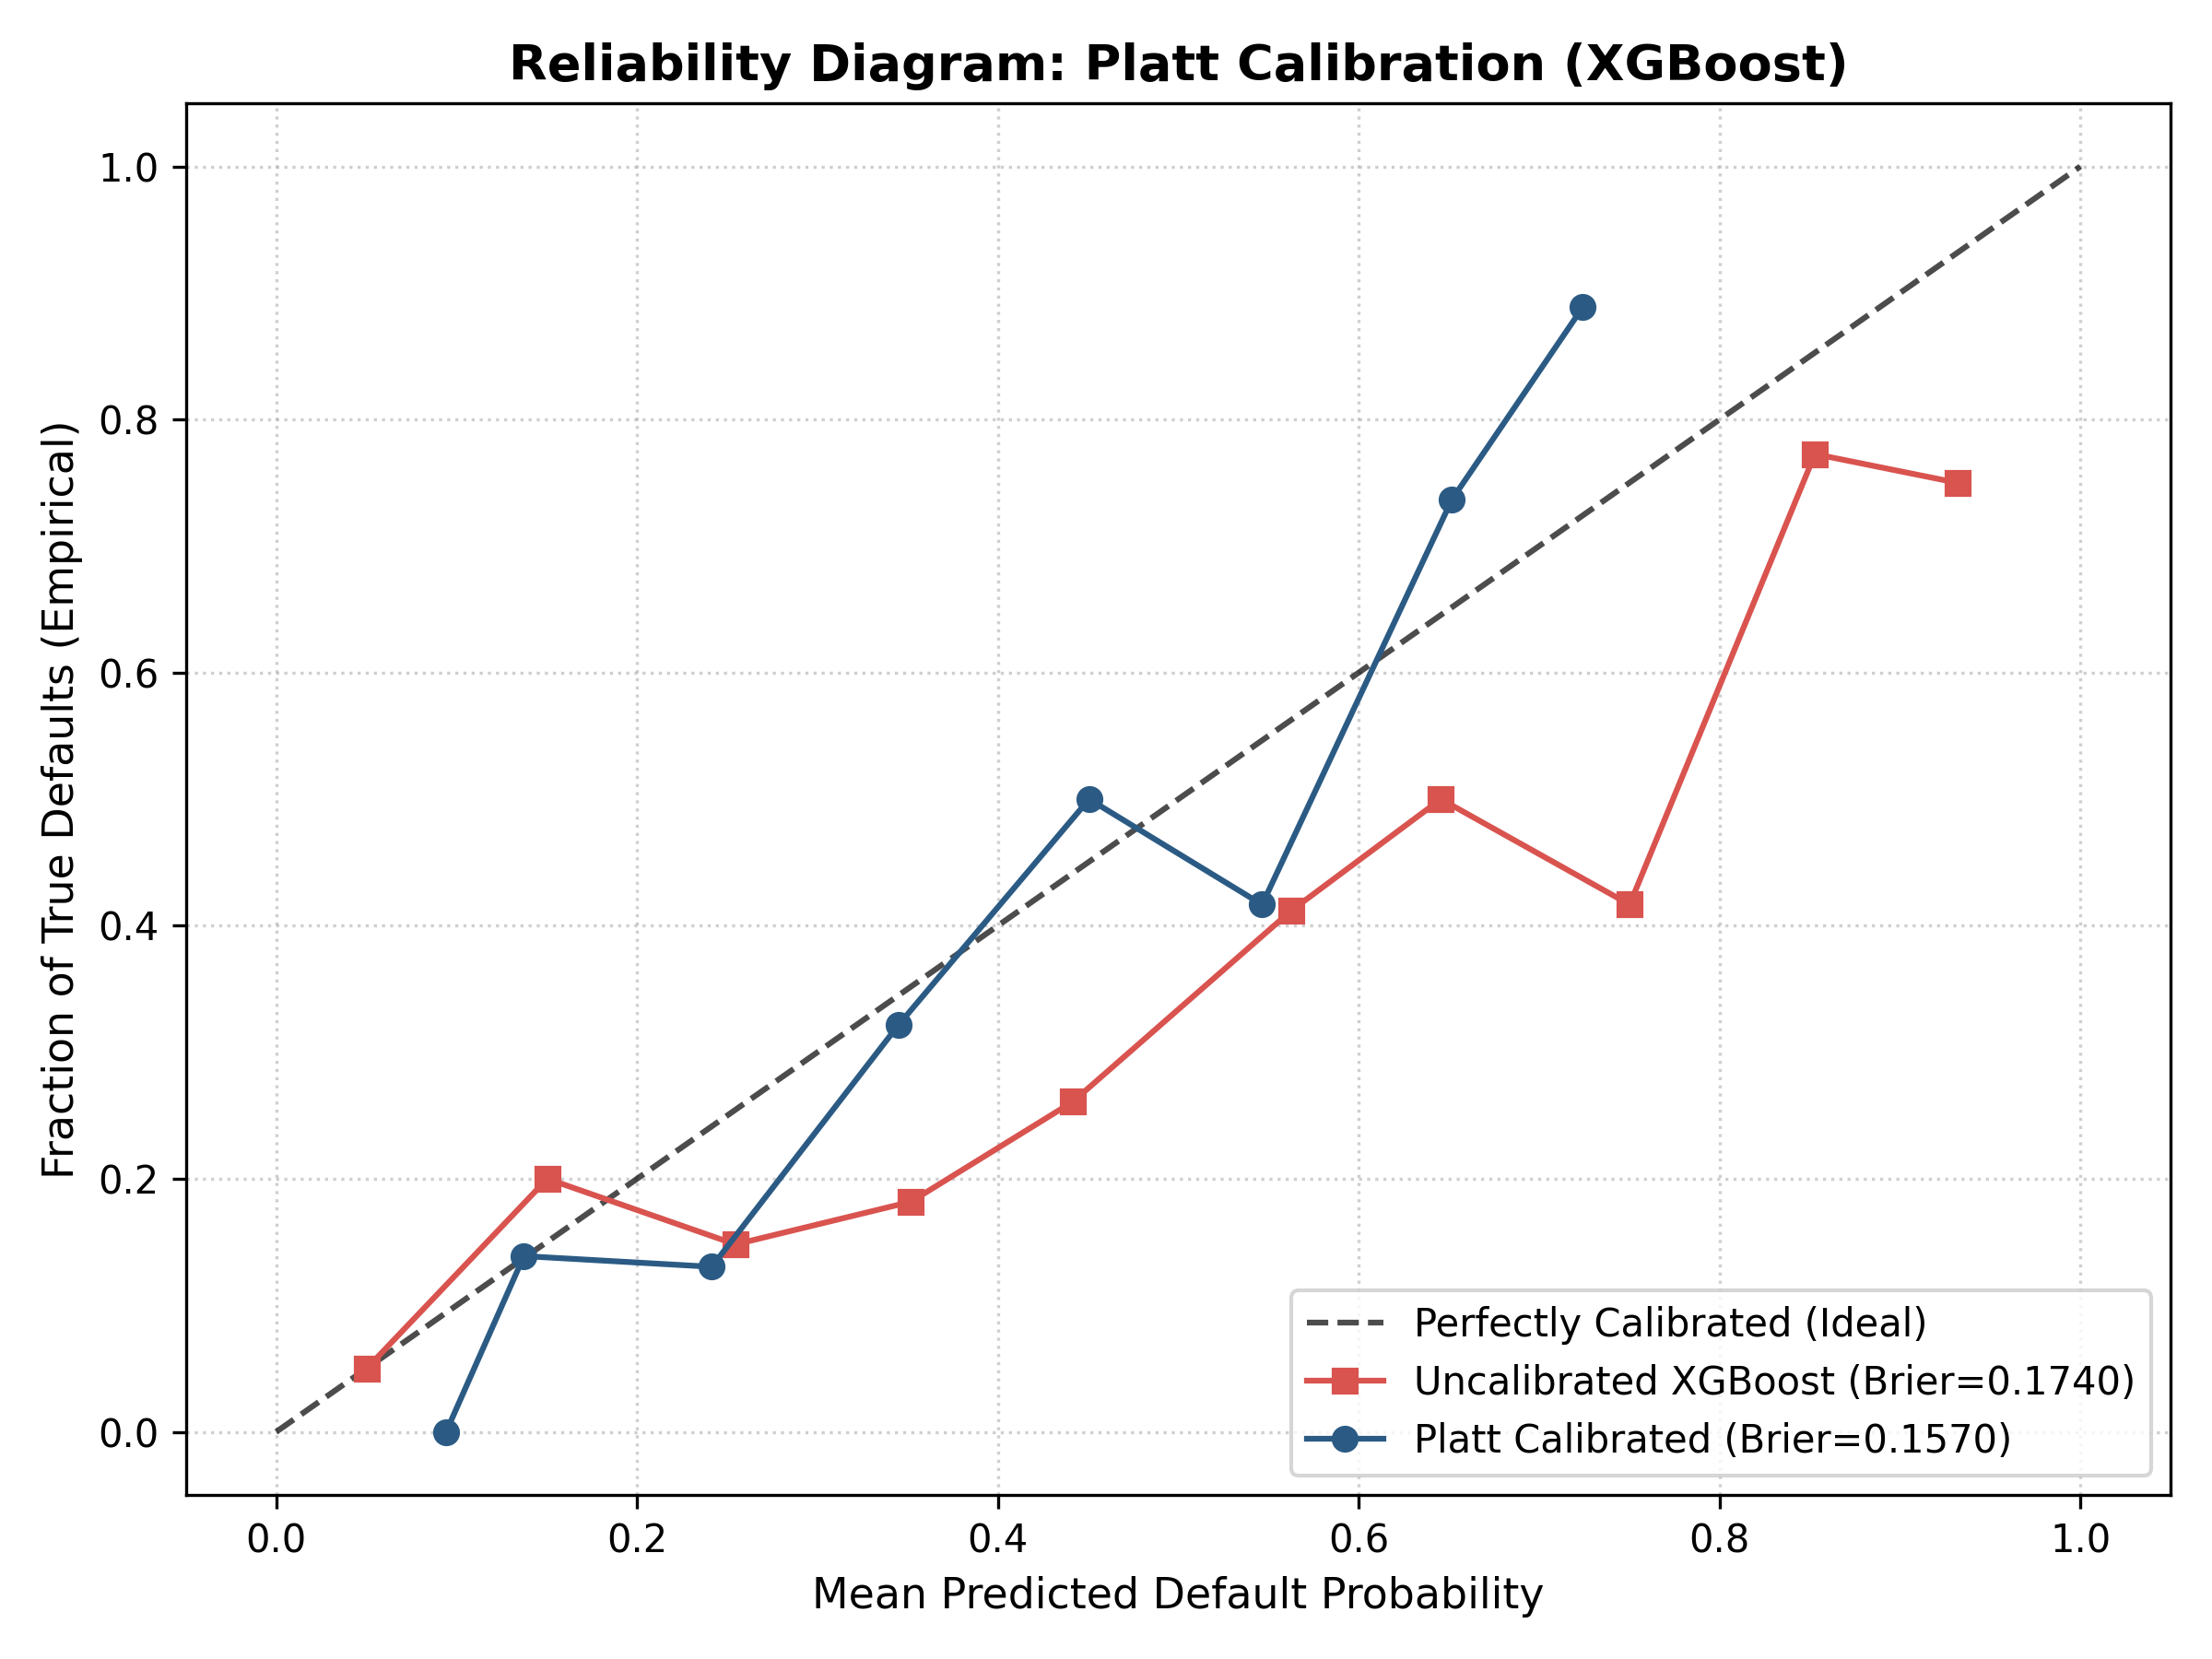 Reliability Diagram: Platt Calibration (XGBoost)
Fraction of True Defaults (Empirical)
1.0
0.8
0.6
0.4
0.2
0.0
Perfectly Calibrated (Ideal)
Uncalibrated XGBoost (Brier=0.1740)
Platt Calibrated (Brier=0.1570)
0.0 0.2 0.4 0.6 0.8 1.0
Mean Predicted Default Probability